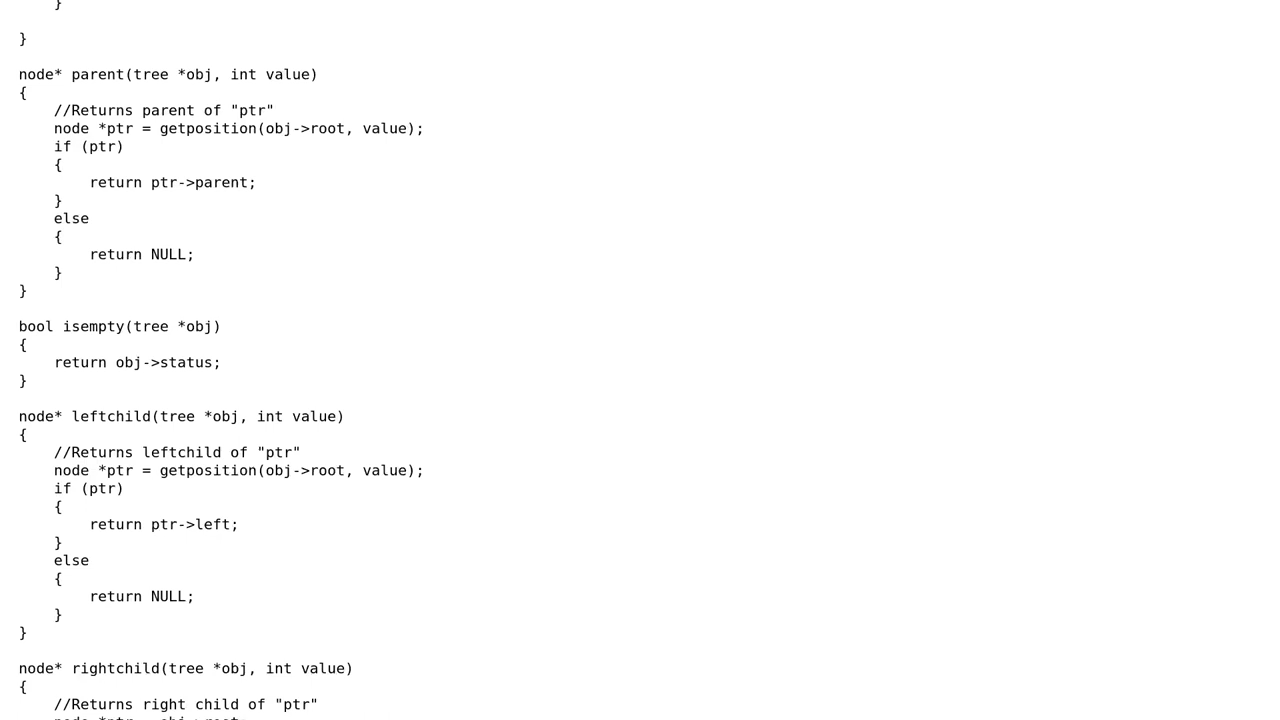 }

}

node* parent(tree *obj, int value)
{
    //Returns parent of "ptr"
    node *ptr = getposition(obj->root, value);
    if (ptr)
    {
        return ptr->parent;
    }
    else
    {
        return NULL;
    }
}

bool isempty(tree *obj)
{
    return obj->status;
}

node* leftchild(tree *obj, int value)
{
    //Returns leftchild of "ptr"
    node *ptr = getposition(obj->root, value);
    if (ptr)
    {
        return ptr->left;
    }
    else
    {
        return NULL;
    }
}

node* rightchild(tree *obj, int value)
{
    //Returns right child of "ptr"